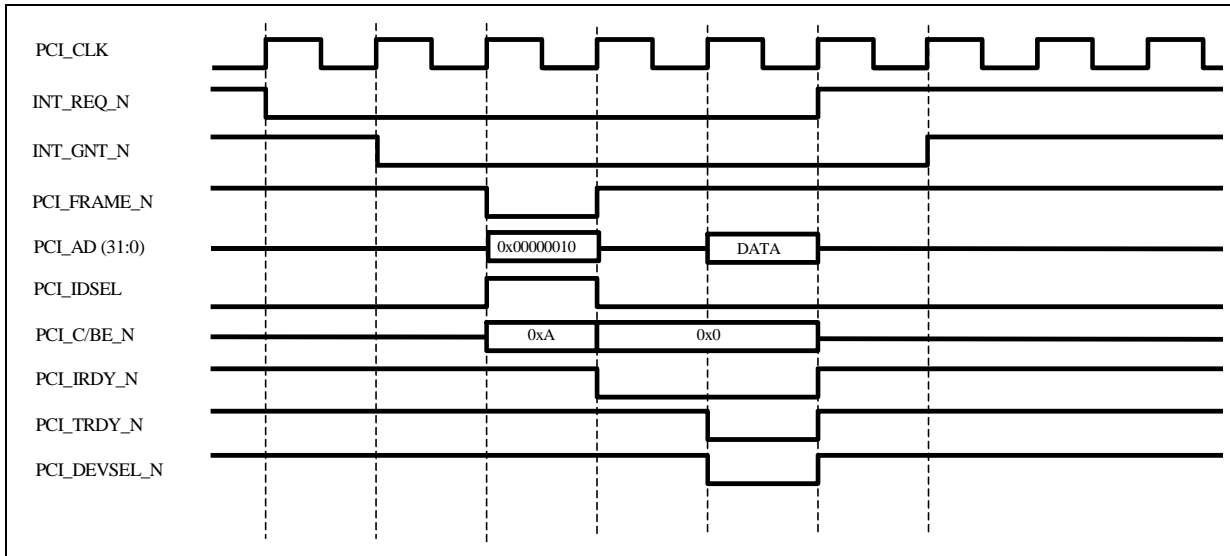 PCI_CLK
INT_REQ_N
INT_GNT_N
PCI_FRAME_N
PCI_AD (31:0) 0x00000010 DATA
PCI_IDSEL
PCI_C/BE_N 0xA 0x0
PCI_IRDY_N
PCI_TRDY_N
PCI_DEVSEL_N